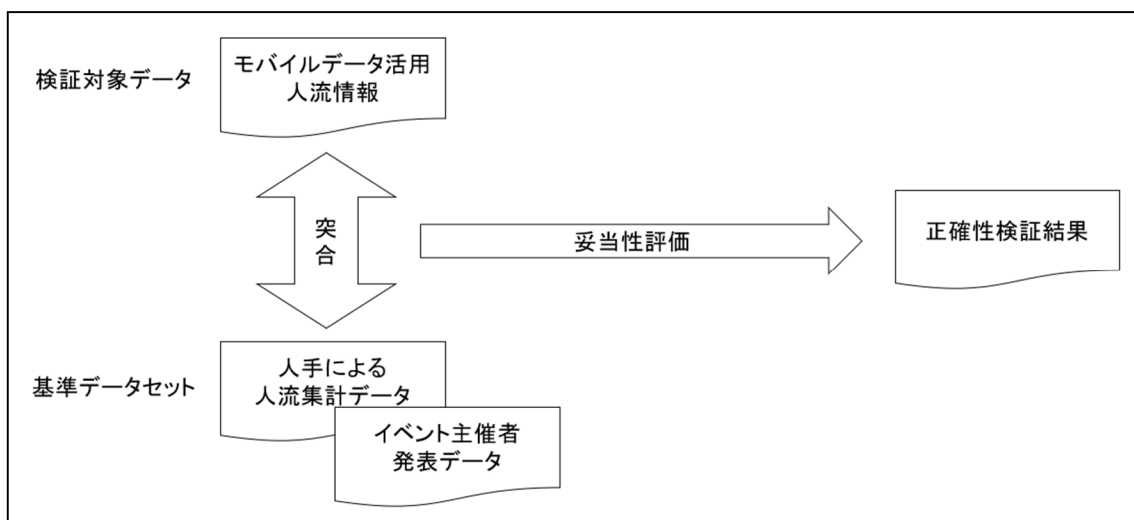 検証対象データ
モバイルデータ活用
人流情報
突
合
妥当性評価
正確性検証結果
基準データセット
人手による
人流集計データ
イベント主催者
発表データ